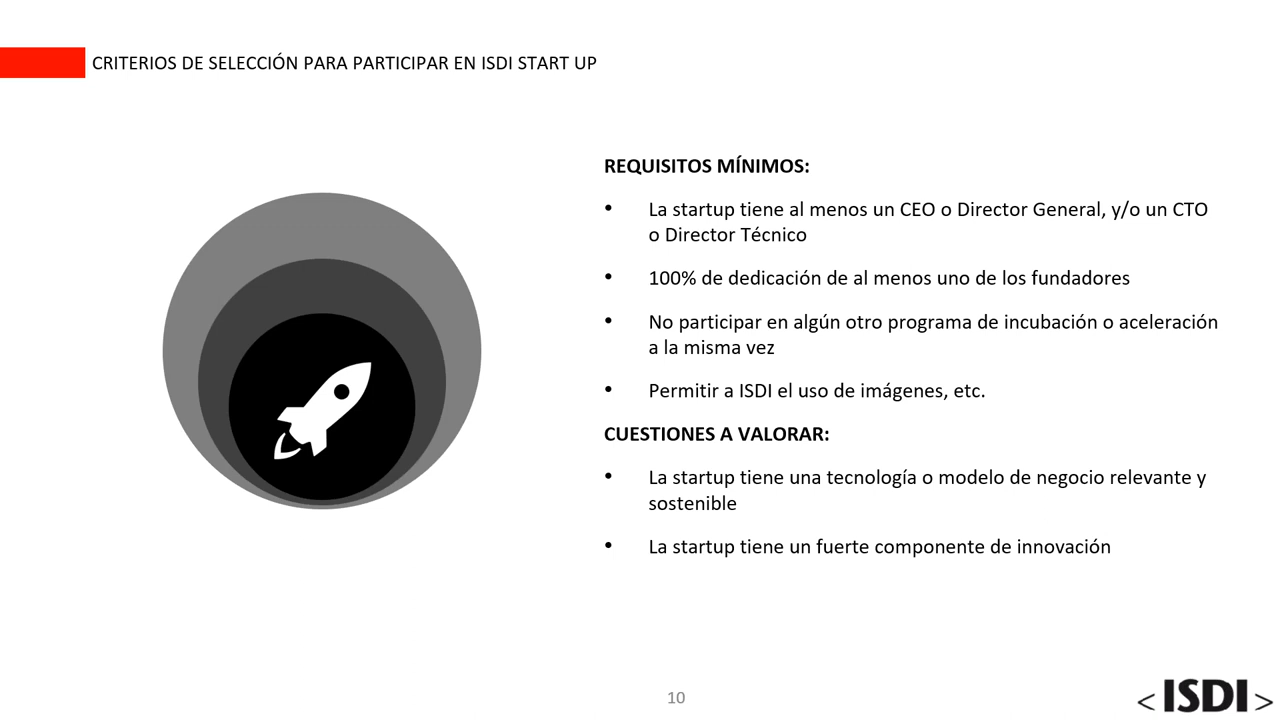 CRITERIOS DE SELECCIÓN PARA PARTICIPAR EN ISDI START UP
REQUISITOS MÍNIMOS:
• La startup tiene al menos un CEO o Director General, y/o un CTO
o Director Técnico
• 100% de dedicación de al menos uno de los fundadores
• No participar en algún otro programa de incubación o aceleración
a la misma vez
• Permitir a ISDI el uso de imágenes, etc.
CUESTIONES A VALORAR:
• La startup tiene una tecnología o modelo de negocio relevante y
sostenible
• La startup tiene un fuerte componente de innovación
10
< ISDI >